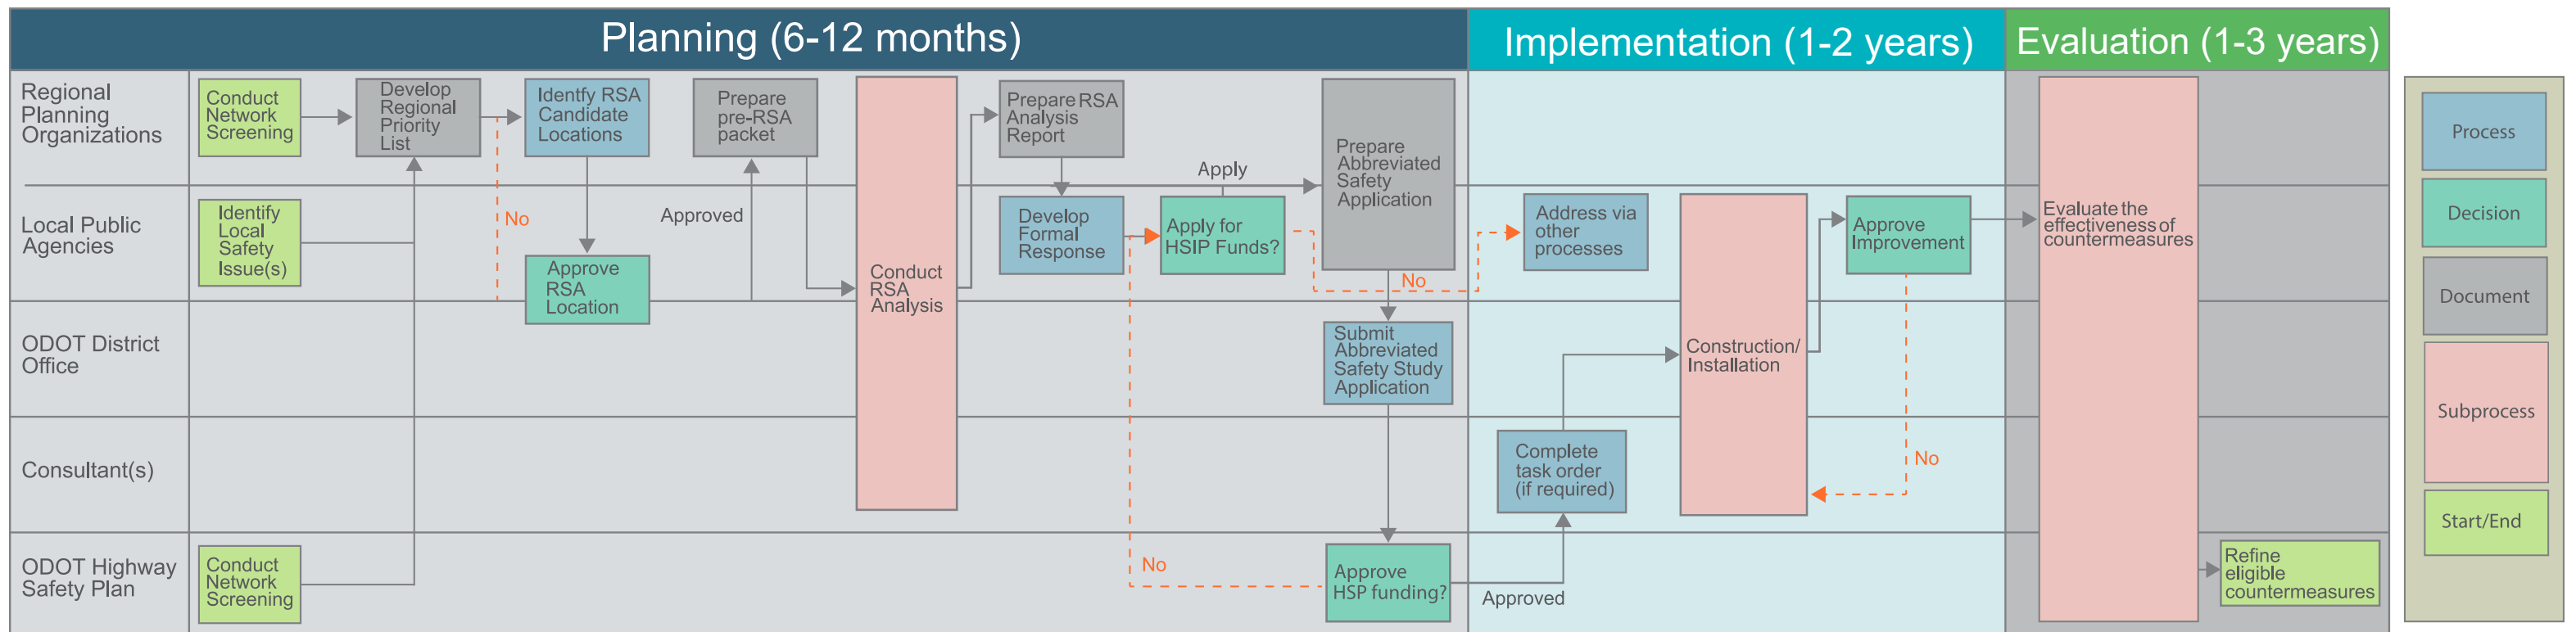 Planning (6-12 months)
Implementation (1-2 years)
Evaluation (1-3 years)
Regional
Planning
Organizations
Conduct
Network
Screening
Develop
Regional
Priority
List
Identfy RSA
Candidate
Locations
Prepare
pre-RSA
packet
Prepare RSA
Analysis
Report
Prepare
Abbreviated
Safety
Application
Apply
Local Public
Agencies
Identify
Local
Safety
Issue(s)
No
Approve
RSA
Location
Approved
Conduct
RSA
Analysis
Develop
Formal
Response
Apply for
HSIP Funds?
No
Address via
other
processes
Approve
Improvement
Evaluate the
effectiveness of
countermeasures
ODOT District
Office
Submit
Abbreviated
Safety Study
Application
Construction/
Installation
Consultant(s)
Complete
task order
(if required)
No
ODOT Highway
Safety Plan
Conduct
Network
Screening
No
Approve
HSP funding?
Approved
Refine
eligible
countermeasures
Process
Decision
Document
Subprocess
Start/End